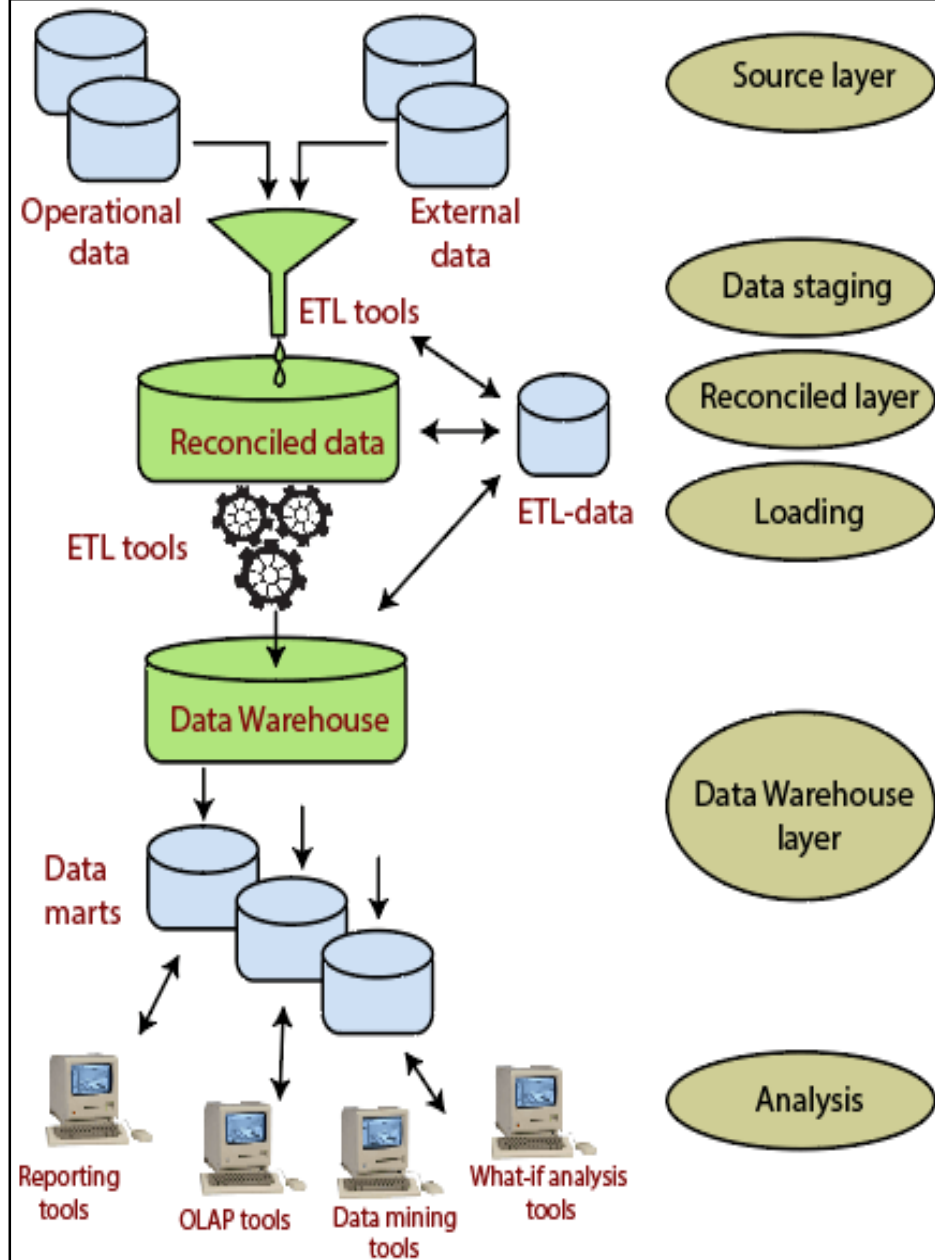 Source layer
Operational
data
External
data
Data staging
ETL tools
Reconciled layer
Reconciled data
ETL-data
Loading
ETL tools
Data Warehouse
Data Warehouse
layer
Data
marts
Analysis
Reporting
tools
OLAP tools
Data mining
tools
What-if analysis
tools